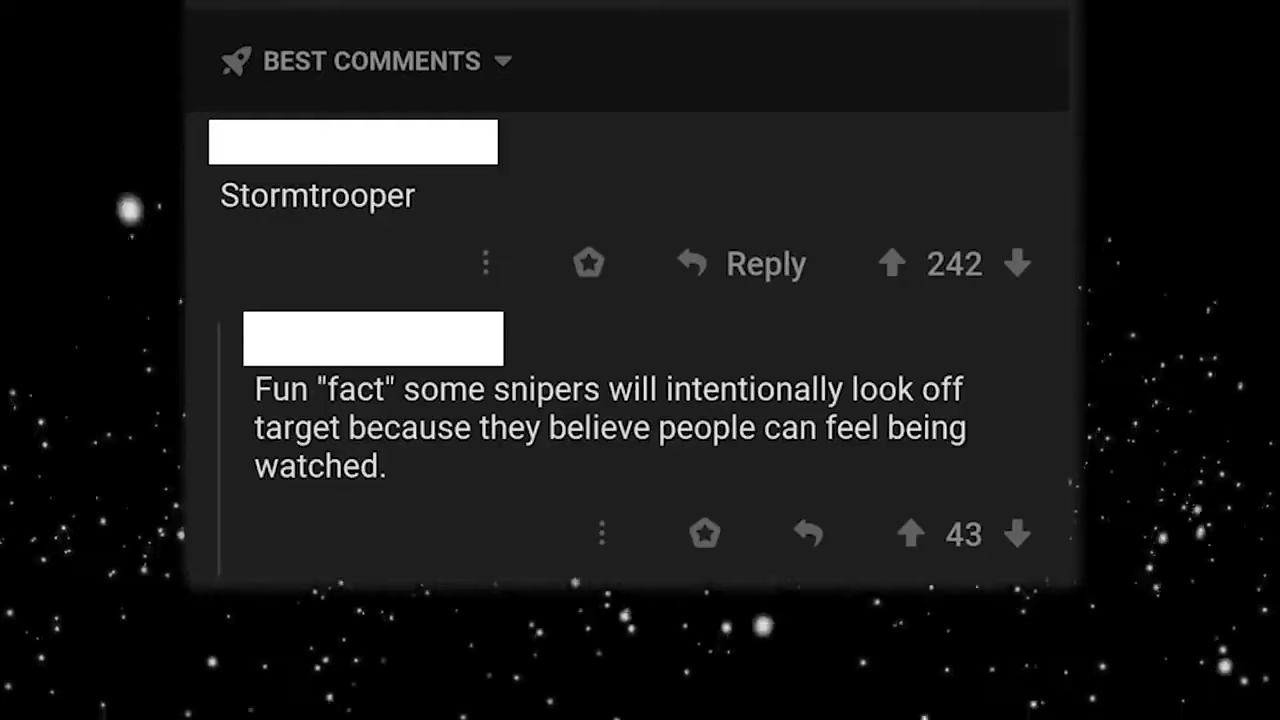 BEST COMMENTS
Stormtrooper
Reply 242
Fun "fact" some snipers will intentionally look off
target because they believe people can feel being
watched.
43